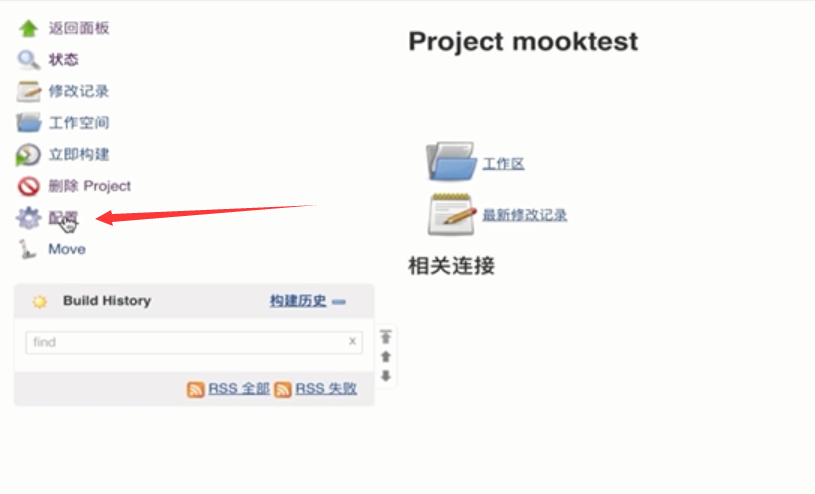 返回面板
状态
修改记录
工作空间
立即构建
删除 Project
配置
Move
Build History 构建历史
find x
RSS 全部 RSS 失败
Project mooktest
工作区
最新修改记录
相关连接